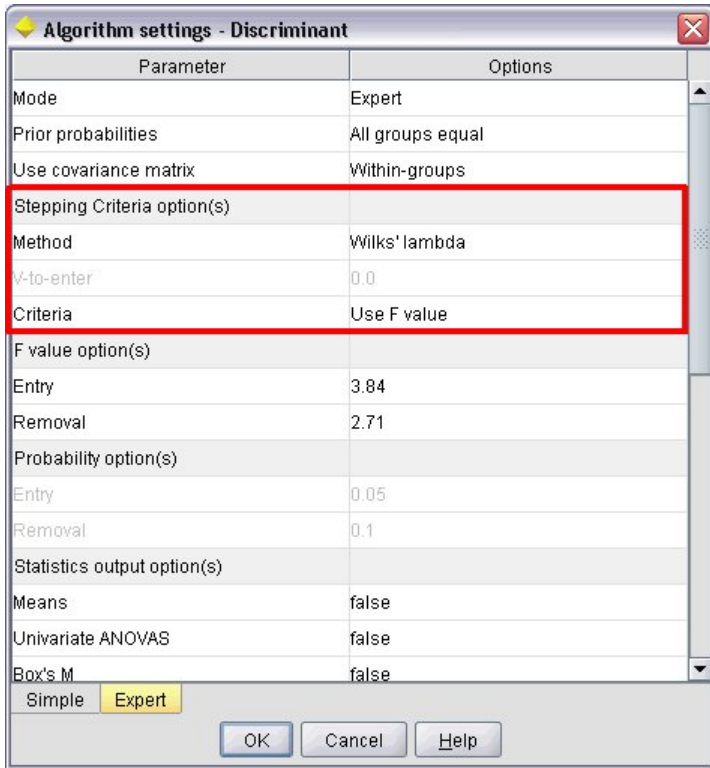 Algorithm settings - Discriminant
Parameter Options
Mode Expert
Prior probabilities All groups equal
Use covariance matrix Within-groups
Stepping Criteria option(s)
Method Wilks' lambda
V-to-enter 0.0
Criteria Use F value
F value option(s)
Entry 3.84
Removal 2.71
Probability option(s)
Entry 0.05
Removal 0.1
Statistics output option(s)
Means false
Univariate ANOVAS false
Box's M false
Simple Expert
OK Cancel Help